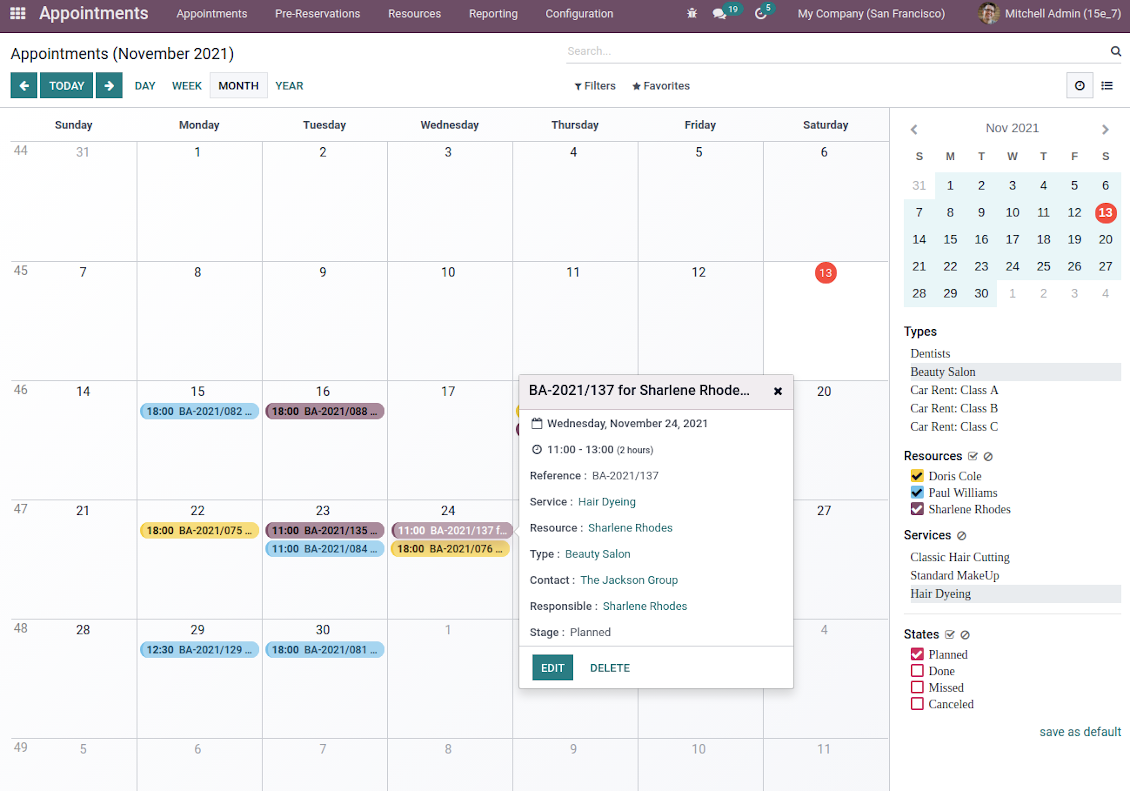 Appointments Appointments Pre-Reservations Resources Reporting Configuration 19 5 My Company (San Francisco) Mitchell Admin (15e_7)
Appointments (November 2021) Search...
TODAY DAY WEEK MONTH YEAR Filters Favorites
Sunday Monday Tuesday Wednesday Thursday Friday Saturday
44 31 1 2 3 4 5 6
45 7 8 9 10 11 12 13
46 14 15 16 17 20
18:00 BA-2021/082 ... 18:00 BA-2021/088 ...
47 21 22 23 24 27
18:00 BA-2021/075 ... 11:00 BA-2021/135 ... 11:00 BA-2021/137 f...
11:00 BA-2021/084 ... 18:00 BA-2021/076 ...
48 28 29 30 1 4
12:30 BA-2021/129 ... 18:00 BA-2021/081 ...
49 5 6 7 8 9 10 11
BA-2021/137 for Sharlene Rhode...
Wednesday, November 24, 2021
11:00 - 13:00 (2 hours)
Reference : BA-2021/137
Service : Hair Dyeing
Resource : Sharlene Rhodes
Type : Beauty Salon
Contact : The Jackson Group
Responsible : Sharlene Rhodes
Stage : Planned
EDIT DELETE
Nov 2021
S M T W T F S
31 1 2 3 4 5 6
7 8 9 10 11 12 13
14 15 16 17 18 19 20
21 22 23 24 25 26 27
28 29 30 1 2 3 4
Types
Dentists
Beauty Salon
Car Rent: Class A
Car Rent: Class B
Car Rent: Class C
Resources
Doris Cole
Paul Williams
Sharlene Rhodes
Services
Classic Hair Cutting
Standard MakeUp
Hair Dyeing
States
Planned
Done
Missed
Canceled
save as default